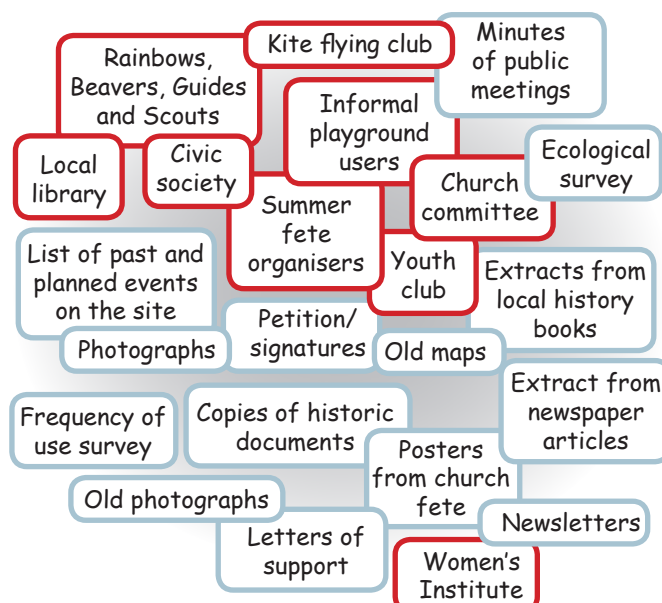 Kite flying club
Minutes
of public
meetings
Rainbows,
Beavers, Guides
and Scouts
Informal
playground
users
Local
library
Civic
society
Church
committee
Ecological
survey
Summer
fete
organisers
Youth
club
List of past and
planned events
on the site
Extracts from
local history
books
Photographs
Petition/
signatures
Old maps
Extract from
newspaper
articles
Frequency of
use survey
Copies of historic
documents
Posters
from church
fete
Old photographs
Newsletters
Letters of
support
Women's
Institute